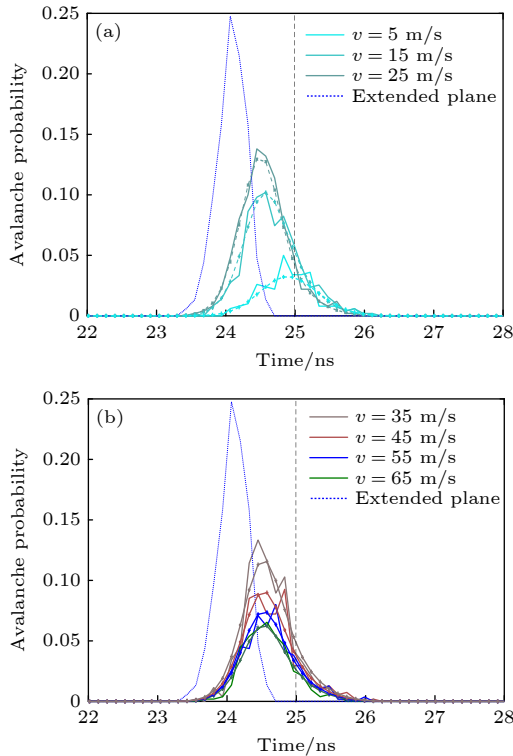 (a)
v = 5 m/s
v = 15 m/s
v = 25 m/s
Extended plane
0.25
0.20
0.15
0.10
0.05
0
Avalanche probability
22 23 24 25 26 27 28
Time/ns
(b)
v = 35 m/s
v = 45 m/s
v = 55 m/s
v = 65 m/s
Extended plane
0.25
0.20
0.15
0.10
0.05
0
Avalanche probability
22 23 24 25 26 27 28
Time/ns